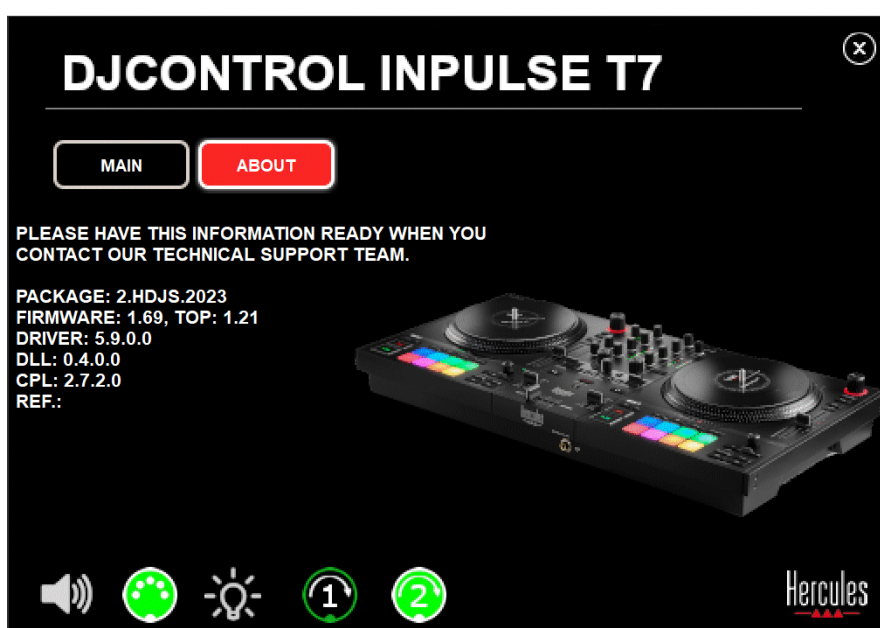 DJCONTROL INPULSE T7
MAIN
ABOUT
PLEASE HAVE THIS INFORMATION READY WHEN YOU
CONTACT OUR TECHNICAL SUPPORT TEAM.
PACKAGE: 2.HDJS.2023
FIRMWARE: 1.69, TOP: 1.21
DRIVER: 5.9.0.0
DLL: 0.4.0.0
CPL: 2.7.2.0
REF.:
1
2
Hercules